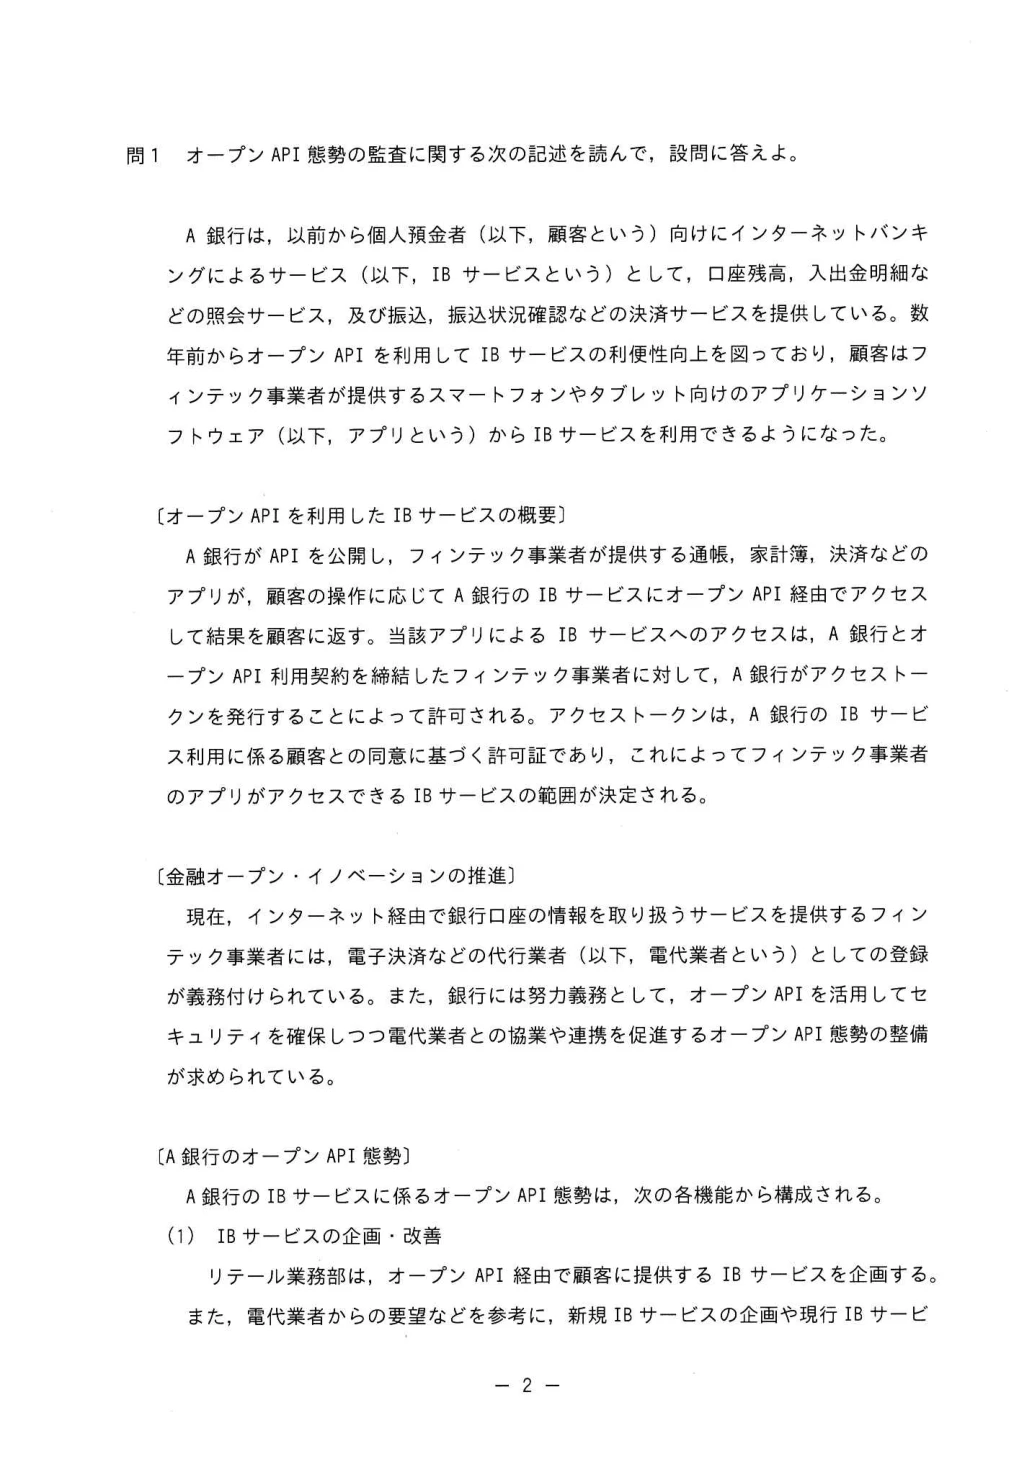 問1　オープン API 態勢の監査に関する次の記述を読んで，設問に答えよ。
A 銀行は，以前から個人預金者（以下，顧客という）向けにインターネットバンキ
ングによるサービス（以下，IB サービスという）として，口座残高，入出金明細な
どの照会サービス，及び振込，振込状況確認などの決済サービスを提供している。数
年前からオープン API を利用して IB サービスの利便性向上を図っており，顧客はフ
ィンテック事業者が提供するスマートフォンやタブレット向けのアプリケーションソ
フトウェア（以下，アプリという）から IB サービスを利用できるようになった。
〔オープン API を利用した IB サービスの概要〕
A 銀行が API を公開し，フィンテック事業者が提供する通帳，家計簿，決済などの
アプリが，顧客の操作に応じて A 銀行の IB サービスにオープン API 経由でアクセス
して結果を顧客に返す。当該アプリによる IB サービスへのアクセスは，A 銀行とオ
ープン API 利用契約を締結したフィンテック事業者に対して，A 銀行がアクセストー
クンを発行することによって許可される。アクセストークンは，A 銀行の IB サービ
ス利用に係る顧客との同意に基づく許可証であり，これによってフィンテック事業者
のアプリがアクセスできる IB サービスの範囲が決定される。
〔金融オープン・イノベーションの推進〕
現在，インターネット経由で銀行口座の情報を取り扱うサービスを提供するフィン
テック事業者には，電子決済などの代行業者（以下，電代業者という）としての登録
が義務付けられている。また，銀行には努力義務として，オープン API を活用してセ
キュリティを確保しつつ電代業者との協業や連携を促進するオープン API 態勢の整備
が求められている。
〔A 銀行のオープン API 態勢〕
A 銀行の IB サービスに係るオープン API 態勢は，次の各機能から構成される。
(1)　IB サービスの企画・改善
リテール業務部は，オープン API 経由で顧客に提供する IB サービスを企画する。
また，電代業者からの要望などを参考に，新規 IB サービスの企画や現行 IB サービ
－ 2 －